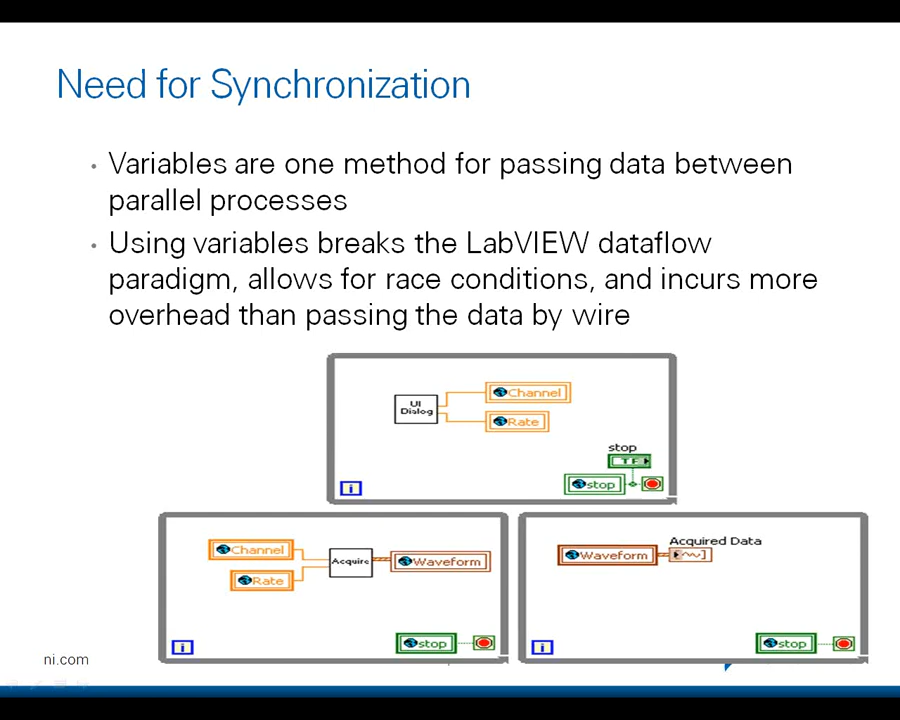 Need for Synchronization
• Variables are one method for passing data between
parallel processes
• Using variables breaks the LabVIEW dataflow
paradigm, allows for race conditions, and incurs more
overhead than passing the data by wire
UI
Dialog
Channel
Rate
stop
TF
stop
i
Channel
Rate
Acquire
Waveform
stop
i
Waveform
Acquired Data
stop
i
ni.com